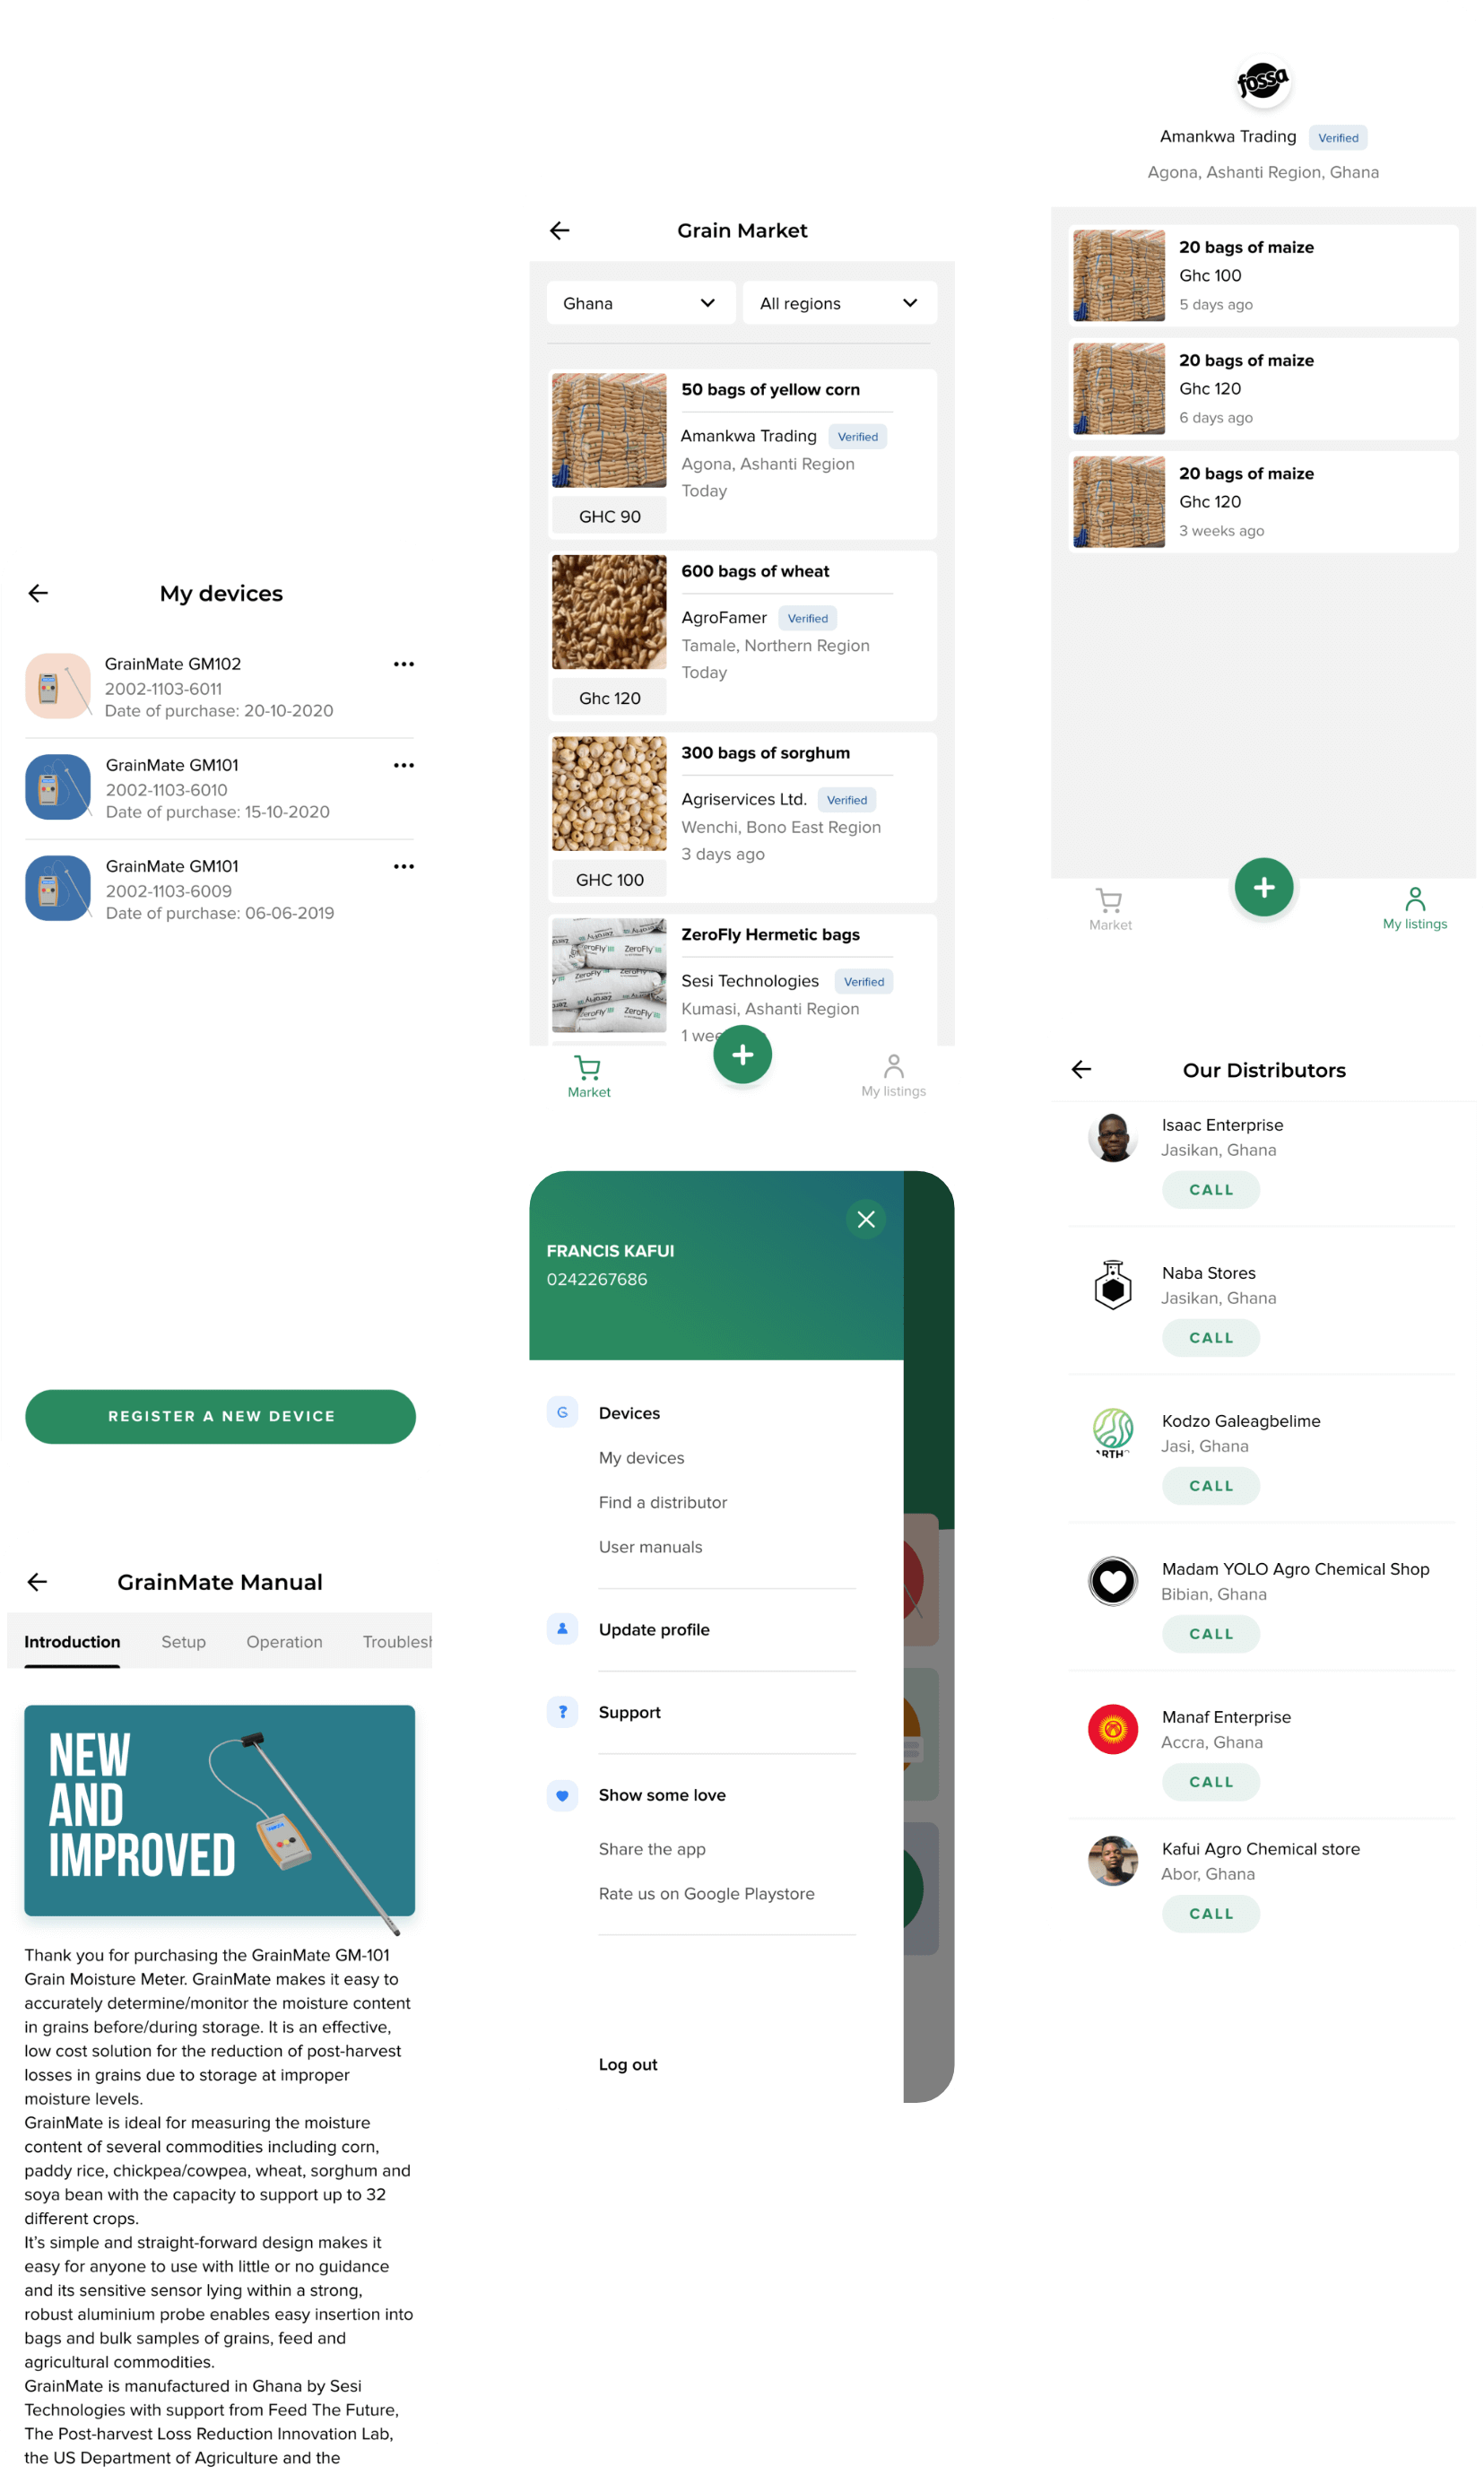 My devices
GrainMate GM102
2002-1103-6011
Date of purchase: 20-10-2020
GrainMate GM101
2002-1103-6010
Date of purchase: 15-10-2020
GrainMate GM101
2002-1103-6009
Date of purchase: 06-06-2019
REGISTER A NEW DEVICE
GrainMate Manual
Introduction Setup Operation
NEW
AND
IMPROVED
Thank you for purchasing the GrainMate GM-101
Grain Moisture Meter. GrainMate makes it easy to
accurately determine/monitor the moisture content
in grains before/during storage. It is an effective,
low cost solution for the reduction of post-harvest
losses in grains due to storage at improper
moisture levels.
GrainMate is ideal for measuring the moisture
content of several commodities including corn,
paddy rice, chickpea/cowpea, wheat, sorghum and
soya bean with the capacity to support up to 32
different crops.
It's simple and straight-forward design makes it
easy for anyone to use with little or no guidance
and its sensitive sensor lying within a strong,
robust aluminium probe enables easy insertion into
bags and bulk samples of grains, feed and
agricultural commodities.
GrainMate is manufactured in Ghana by Sesi
Technologies with support from Feed The Future,
The Post-harvest Loss Reduction Innovation Lab,
the US Department of Agriculture and the
Grain Market
Ghana All regions
50 bags of yellow corn
Amankwa Trading Verified
Agona, Ashanti Region
Today
GHC 90
600 bags of wheat
AgroFamer Verified
Tamale, Northern Region
Today
Ghc 120
300 bags of sorghum
Agriservices Ltd. Verified
Wenchi, Bono East Region
3 days ago
GHC 100
ZeroFly Hermetic bags
Sesi Technologies Verified
Kumasi, Ashanti Region
1
ZeroFly
ZeroFly
ZeroFly
ZeroFly
Market My listings
FRANCIS KAFUI
0242267686
G Devices
My devices
Find a distributor
User manuals
Update profile
? Support
Show some love
Share the app
Rate us on Google Playstore
Log out
fossa
Amankwa Trading Verified
Agona, Ashanti Region, Ghana
20 bags of maize
Ghc 100
5 days ago
20 bags of maize
Ghc 120
6 days ago
20 bags of maize
Ghc 120
3 weeks ago
Market My listings
Our Distributors
Isaac Enterprise
Jasikan, Ghana
CALL
Naba Stores
Jasikan, Ghana
CALL
Kodzo Galeagbelime
Jasi, Ghana
CALL
Madam YOLO Agro Chemical Shop
Bibian, Ghana
CALL
Manaf Enterprise
Accra, Ghana
CALL
Kafui Agro Chemical store
Abor, Ghana
CALL